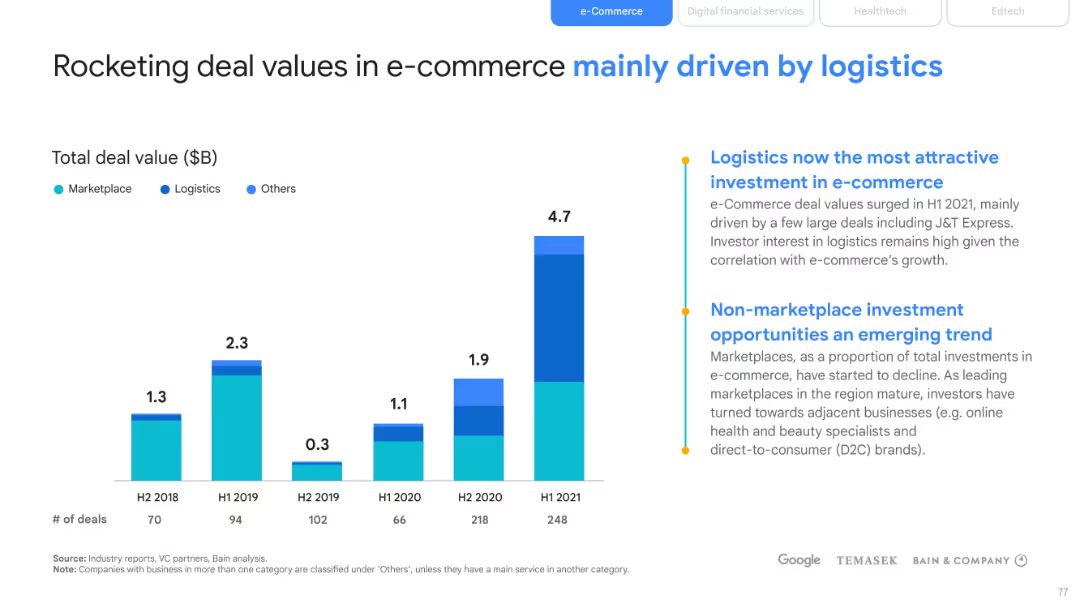 e-Commerce
Digital financial services
Healthtech
Edtech
Rocketing deal values in e-commerce mainly driven by logistics
Total deal value ($B)
Marketplace Logistics Others
1.3
2.3
0.3
1.1
1.9
4.7
H2 2018 H1 2019 H2 2019 H1 2020 H2 2020 H1 2021
# of deals 70 94 102 66 218 248
Logistics now the most attractive
investment in e-commerce
e-Commerce deal values surged in H1 2021, mainly
driven by a few large deals including J&T Express.
Investor interest in logistics remains high given the
correlation with e-commerce's growth.
Non-marketplace investment
opportunities an emerging trend
Marketplaces, as a proportion of total investments in
e-commerce, have started to decline. As leading
marketplaces in the region mature, investors have
turned towards adjacent businesses (e.g. online
health and beauty specialists and
direct-to-consumer (D2C) brands).
Source: Industry reports, VC partners, Bain analysis.
Note: Companies with business in more than one category are classified under 'Others', unless they have a main service in another category.
Google TEMASEK BAIN & COMPANY
77